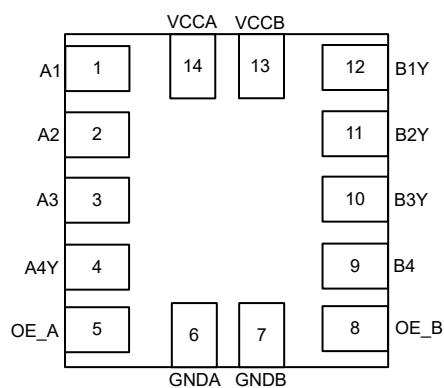 VCCA VCCB
A1 1 14 13 12 B1Y
A2 2 11 B2Y
A3 3 10 B3Y
A4Y 4 9 B4
OE_A 5 6 7 8 OE_B
GNDA GNDB